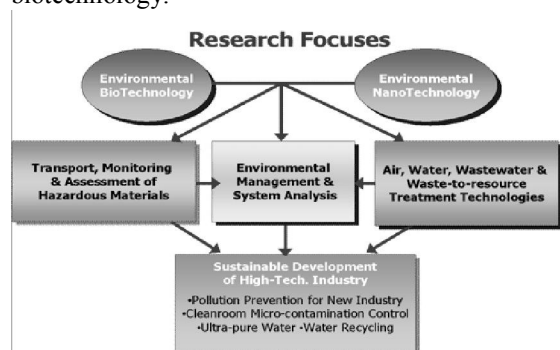 biotechnology.
Research Focuses
Environmental
BioTechnology
Environmental
NanoTechnology
Transport, Monitoring
& Assessment of
Hazardous Materials
Environmental
Management &
System Analysis
Air, Water, Wastewater &
Waste-to-resource
Treatment Technologies
Sustainable Development
of High-Tech. Industry
•Pollution Prevention for New Industry
•Cleanroom Micro-contamination Control
•Ultra-pure Water •Water Recycling